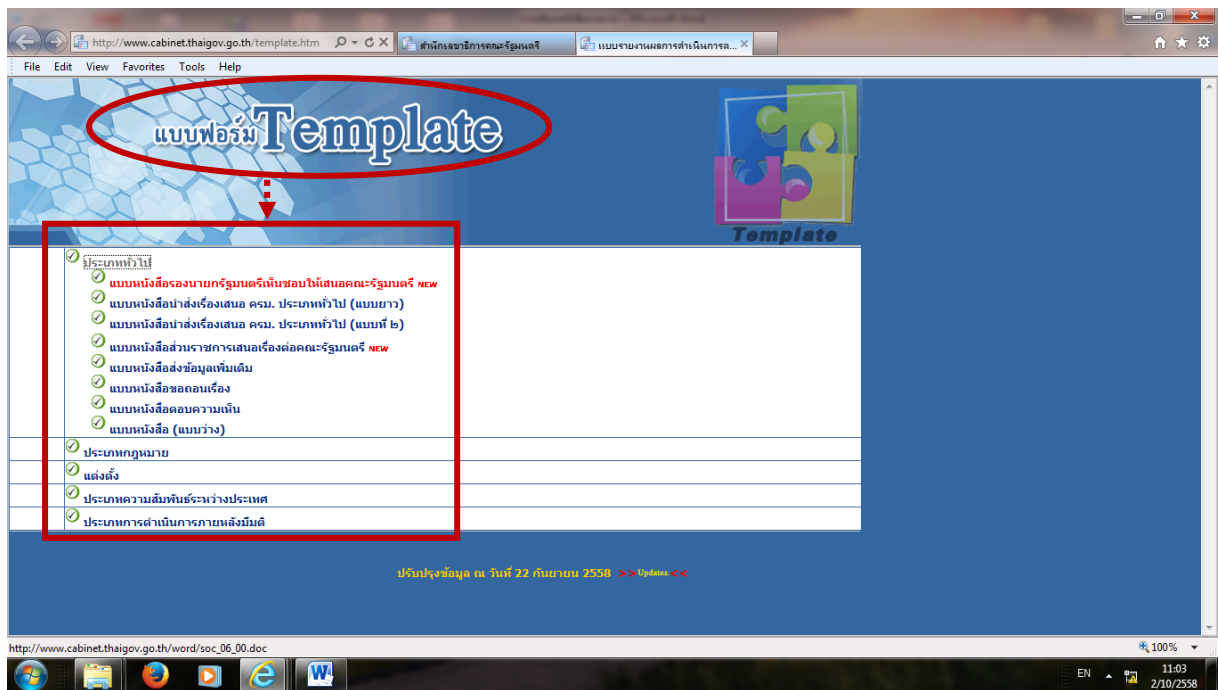 http://www.cabinet.thaigov.go.th/template.htm
สำนักเลขาธิการคณะรัฐมนตรี
แบบรายงานผลการดำเนินการต...
File Edit View Favorites Tools Help
แบบฟอร์ม Template
Template
ประเภททั่วไป
แบบหนังสือรองนายกรัฐมนตรีเห็นชอบให้เสนอคณะรัฐมนตรี NEW
แบบหนังสือนำส่งเรื่องเสนอ ครม. ประเภททั่วไป (แบบยาว)
แบบหนังสือนำส่งเรื่องเสนอ ครม. ประเภททั่วไป (แบบที่ ๒)
แบบหนังสือส่วนราชการเสนอเรื่องต่อคณะรัฐมนตรี NEW
แบบหนังสือส่งข้อมูลเพิ่มเติม
แบบหนังสือขอถอนเรื่อง
แบบหนังสือตอบความเห็น
แบบหนังสือ (แบบว่าง)
ประเภทกฎหมาย
แต่งตั้ง
ประเภทความสัมพันธ์ระหว่างประเทศ
ประเภทการดำเนินการภายหลังมีมติ
ปรับปรุงข้อมูล ณ วันที่ 22 กันยายน 2558 >>Updates.<<
http://www.cabinet.thaigov.go.th/word/soc_06_00.doc
100%
EN
11:03
2/10/2558